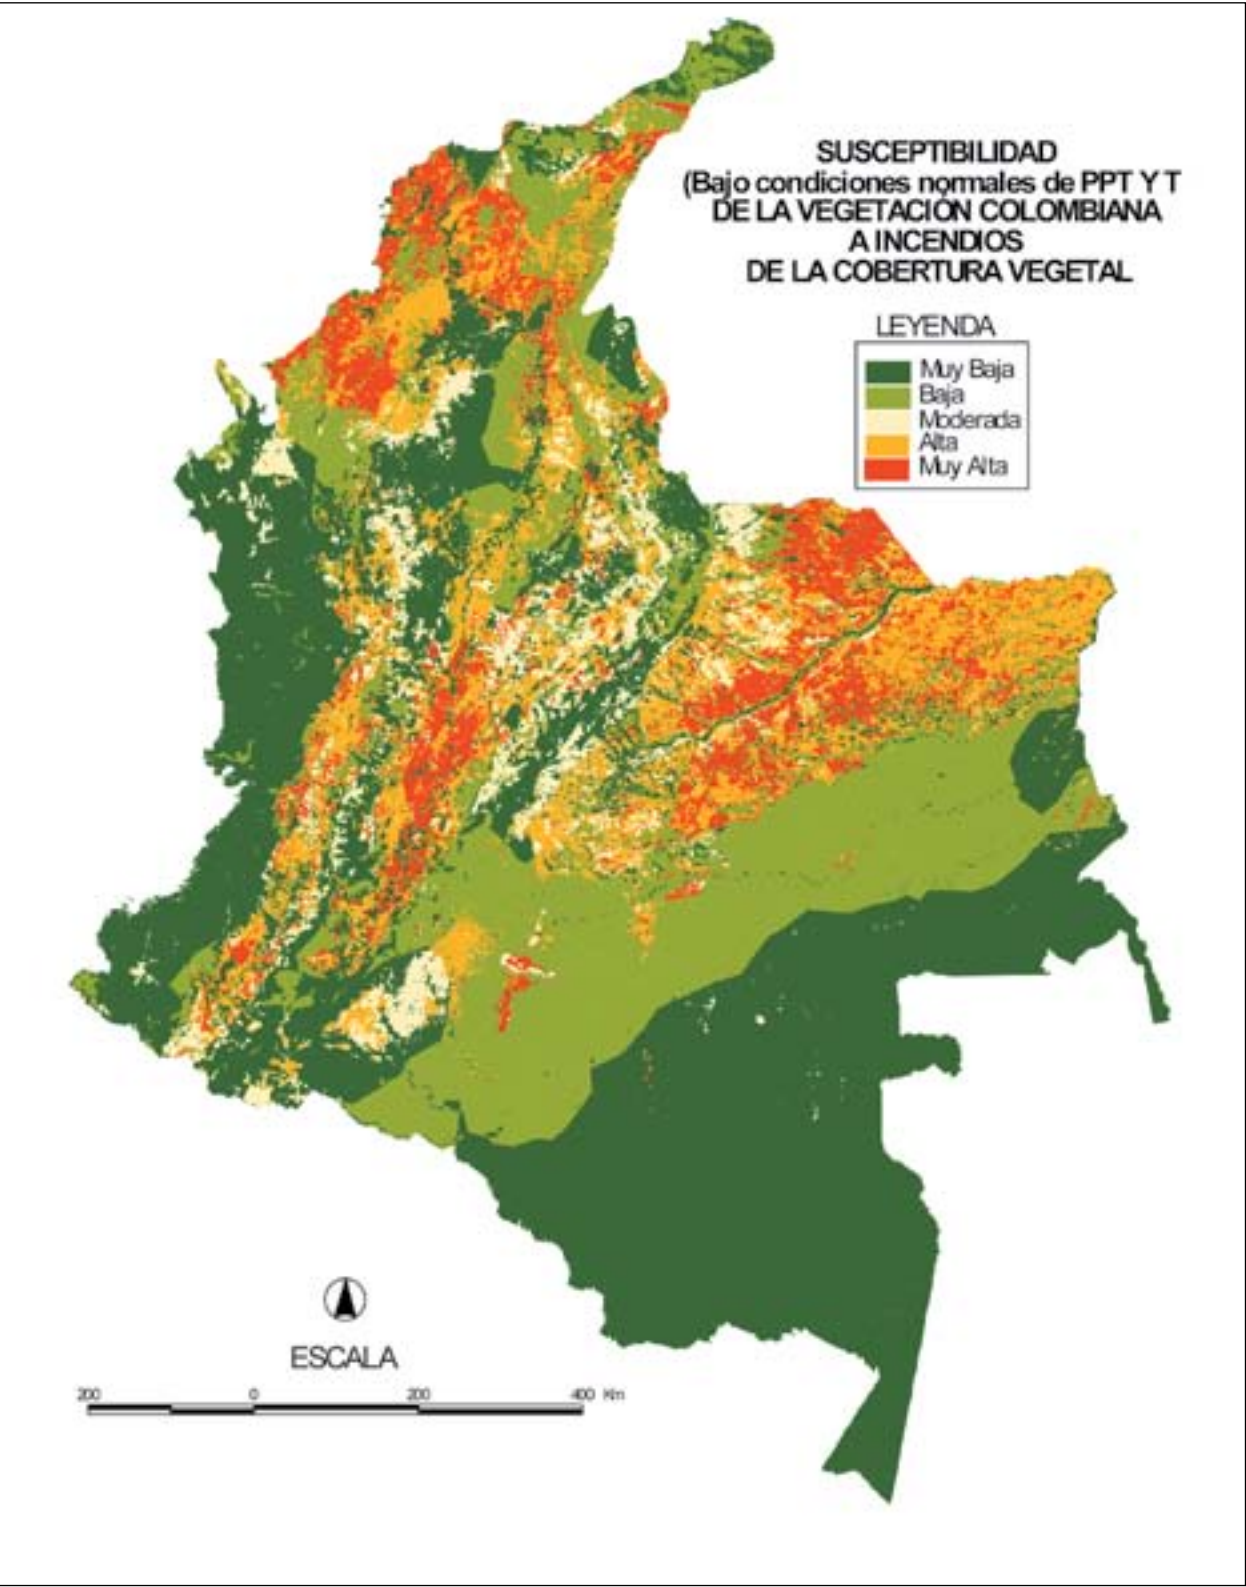 SUSCEPTIBILIDAD
(Bajo condiciones normales de PPT Y T
DE LA VEGETACIÓN COLOMBIANA
A INCENDIOS
DE LA COBERTURA VEGETAL
LEYENDA
Muy Baja
Baja
Moderada
Alta
Muy Alta
ESCALA
200 0 200 400 Km